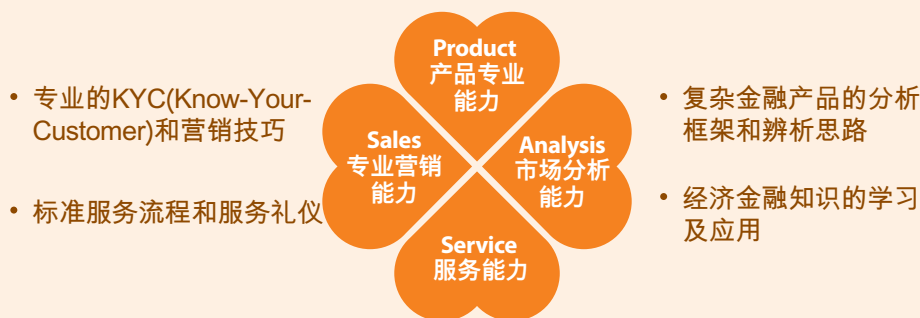 • 专业的KYC(Know-Your-
Customer)和营销技巧
• 标准服务流程和服务礼仪
Product
产品专业
能力
Sales
专业营销
能力
Analysis
市场分析
能力
Service
服务能力
• 复杂金融产品的分析
框架和辨析思路
• 经济金融知识的学习
及应用